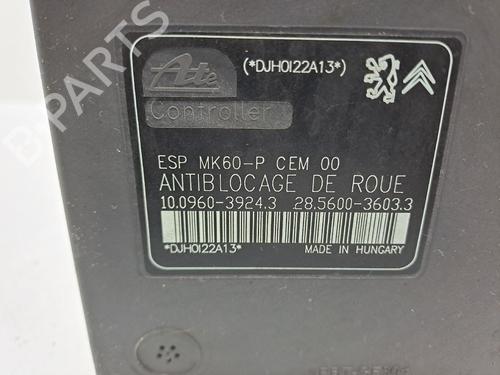 Ate
(*DJH0122A13*)
Controller
ESP MK60-P CEM 00
ANTIBLOCAGE DE ROUE
10.0960-3924.3 28.5600-3603.3
*DJH0122A13*
MADE IN HUNGARY
B-PARTS